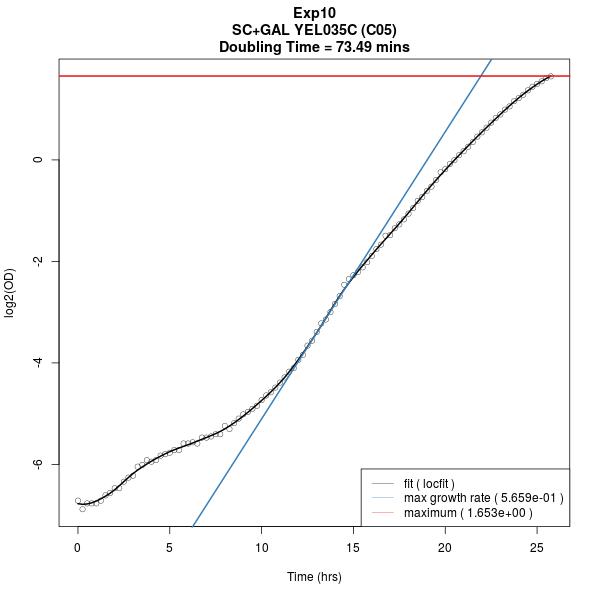 Exp10
SC+GAL YEL035C (C05)
Doubling Time = 73.49 mins
log2(OD)
0
-2
-4
-6
fit ( locfit )
max growth rate ( 5.659e-01 )
maximum ( 1.653e+00 )
0 5 10 15 20 25
Time (hrs)